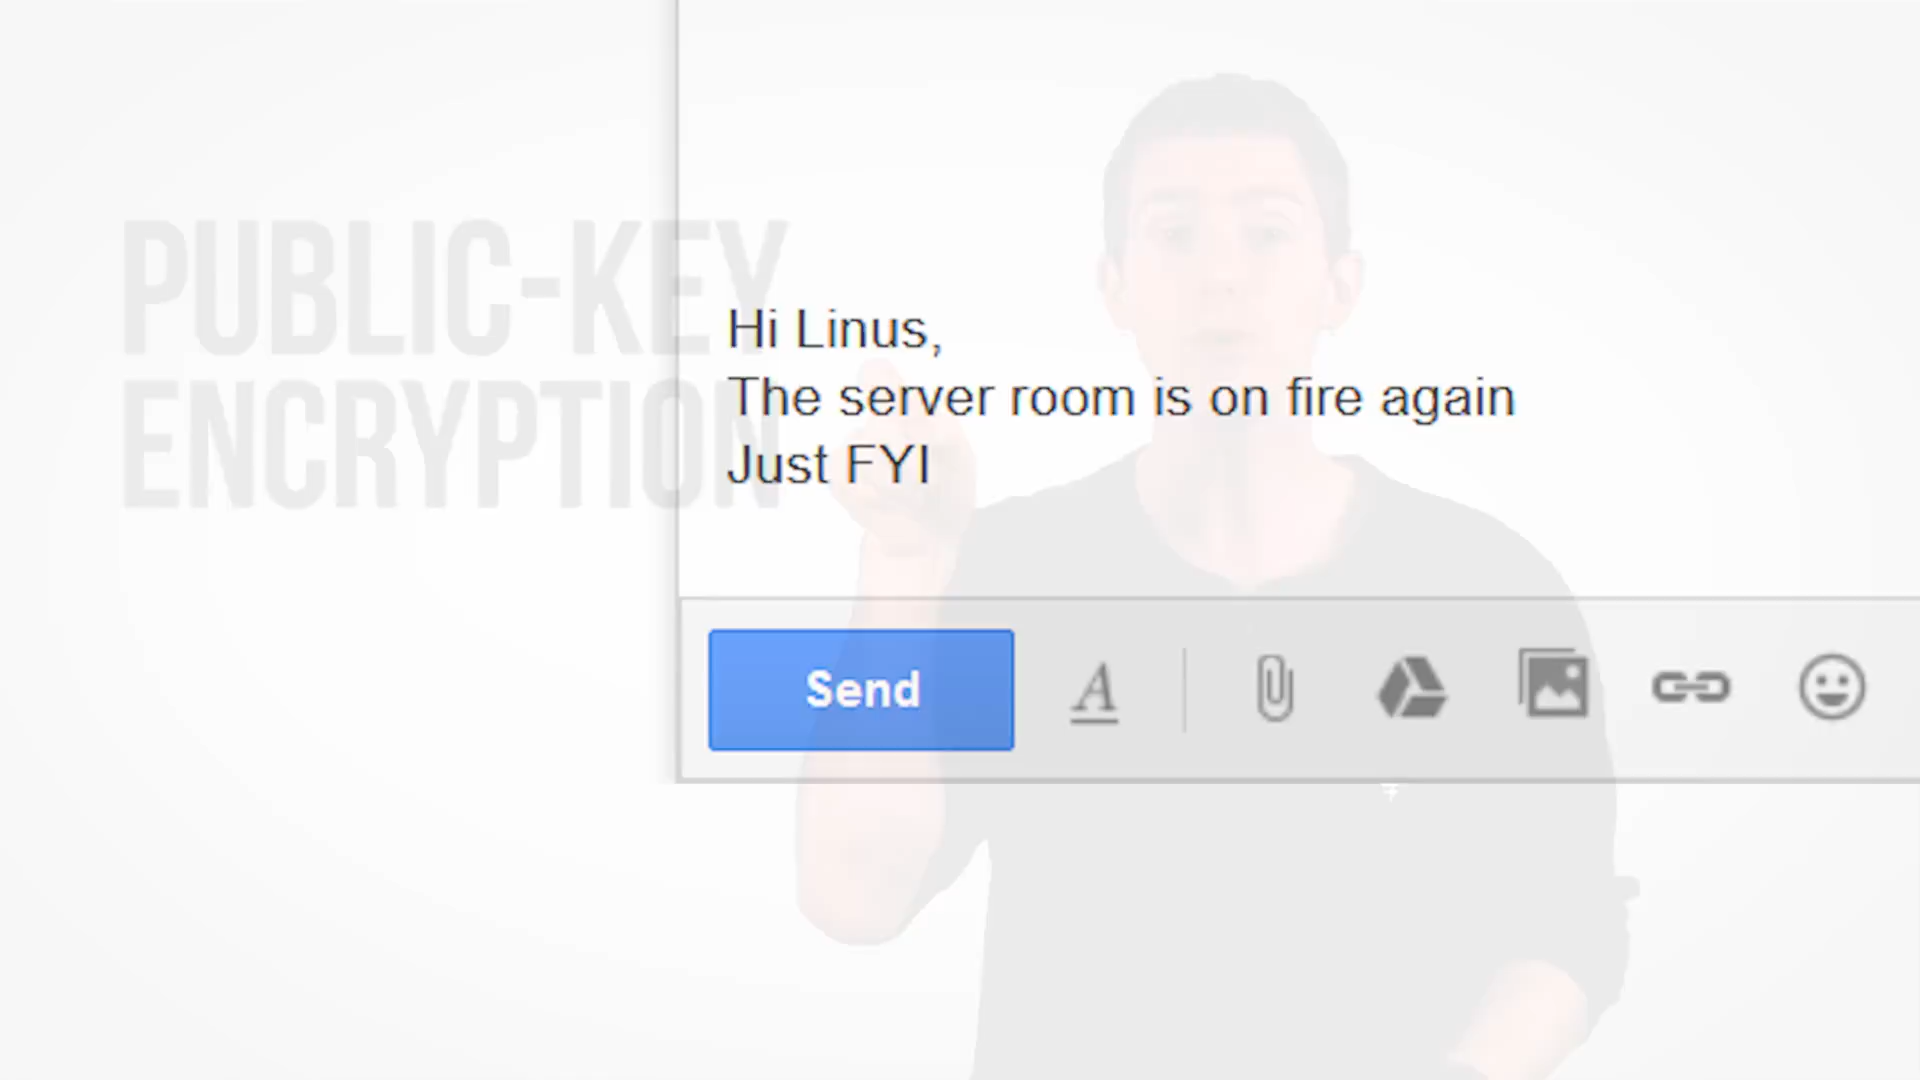 PUBLIC-KEY
ENCRYPTION
Hi Linus,
The server room is on fire again
Just FYI
Send
A